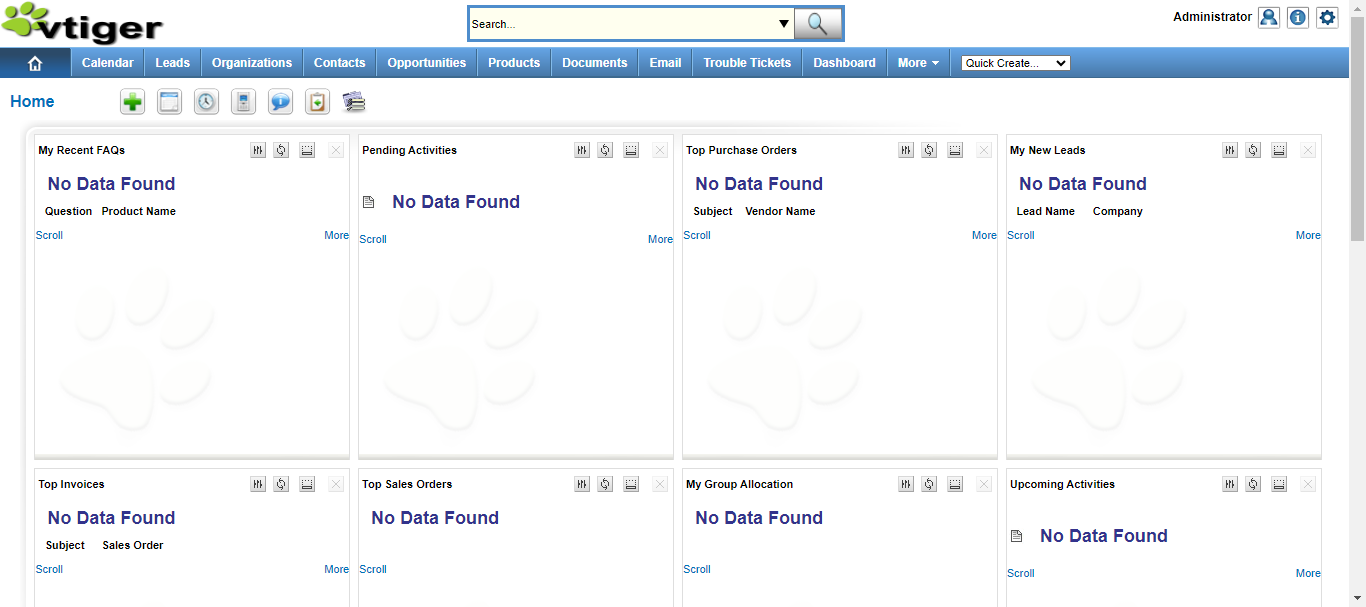 vtiger
Search...
Administrator
Calendar Leads Organizations Contacts Opportunities Products Documents Email Trouble Tickets Dashboard More Quick Create...
Home
My Recent FAQs
No Data Found
Question Product Name
Scroll More
Pending Activities
No Data Found
Scroll More
Top Purchase Orders
No Data Found
Subject Vendor Name
Scroll More
My New Leads
No Data Found
Lead Name Company
Scroll More
Top Invoices
No Data Found
Subject Sales Order
Scroll More
Top Sales Orders
No Data Found
Scroll
My Group Allocation
No Data Found
Scroll
Upcoming Activities
No Data Found
Scroll More